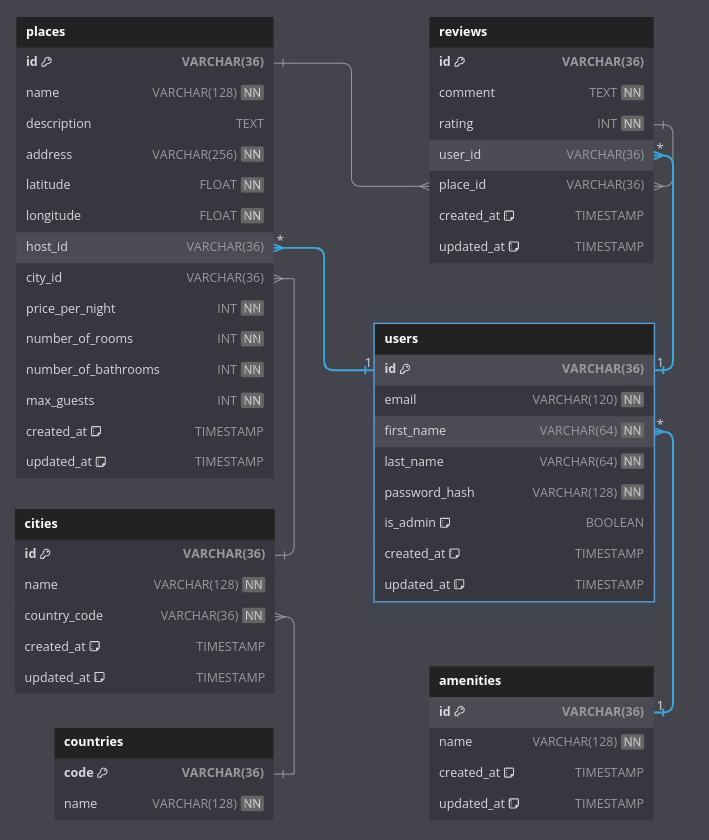 places
id VARCHAR(36)
name VARCHAR(128) NN
description TEXT
address VARCHAR(256) NN
latitude FLOAT NN
longitude FLOAT NN
host_id VARCHAR(36) *
city_id VARCHAR(36)
price_per_night INT NN
number_of_rooms INT NN
number_of_bathrooms INT NN
max_guests INT NN
created_at TIMESTAMP
updated_at TIMESTAMP
reviews
id VARCHAR(36)
comment TEXT NN
rating INT NN
user_id VARCHAR(36) *
place_id VARCHAR(36)
created_at TIMESTAMP
updated_at TIMESTAMP
users
1 id VARCHAR(36) 1
email VARCHAR(120) NN
first_name VARCHAR(64) NN *
last_name VARCHAR(64) NN
password_hash VARCHAR(128) NN
is_admin BOOLEAN
created_at TIMESTAMP
updated_at TIMESTAMP
cities
id VARCHAR(36)
name VARCHAR(128) NN
country_code VARCHAR(36) NN
created_at TIMESTAMP
updated_at TIMESTAMP
countries
code VARCHAR(36)
name VARCHAR(128) NN
amenities
id VARCHAR(36) 1
name VARCHAR(128) NN
created_at TIMESTAMP
updated_at TIMESTAMP